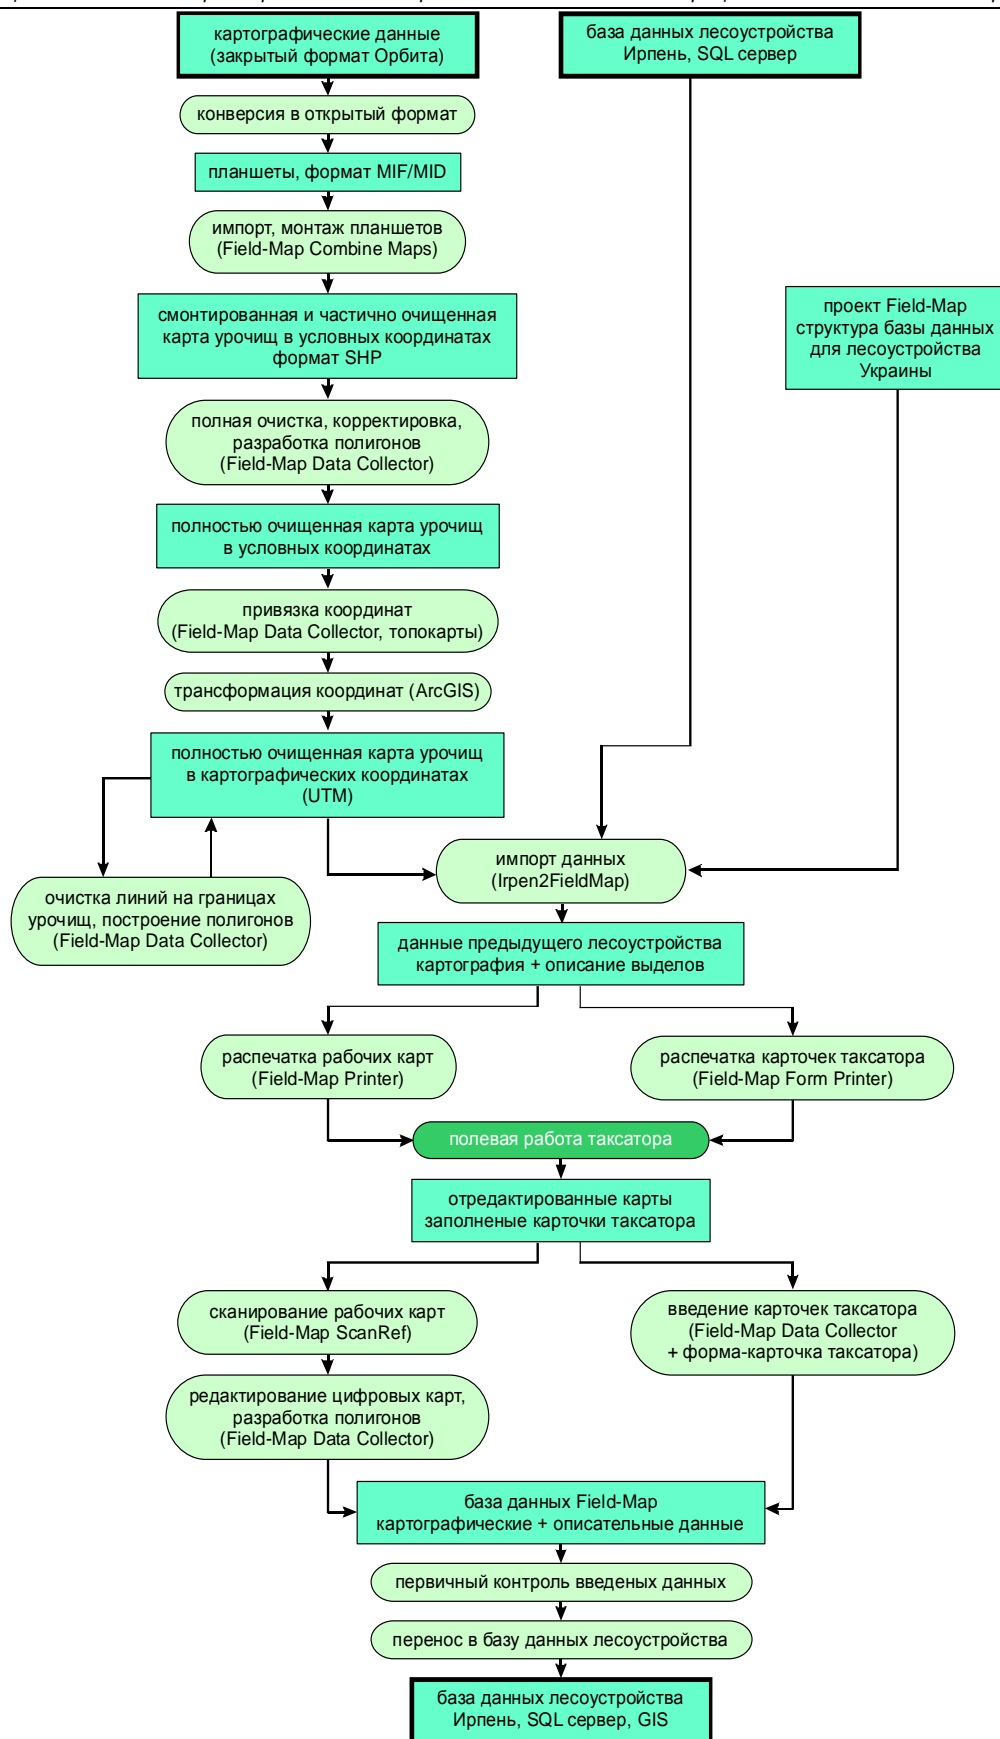 картографические данные
(закрытый формат Орбита)
база данных лесоустройства
Ирпень, SQL сервер
конверсия в открытый формат
планшеты, формат MIF/MID
импорт, монтаж планшетов
(Field-Map Combine Maps)
смонтированная и частично очищенная
карта урочищ в условных координатах
формат SHP
проект Field-Map
структура базы данных
для лесоустройства
Украины
полная очистка, корректировка,
разработка полигонов
(Field-Map Data Collector)
полностью очищенная карта урочищ
в условных координатах
привязка координат
(Field-Map Data Collector, топокарты)
трансформация координат (ArcGIS)
полностью очищенная карта урочищ
в картографических координатах
(UTM)
импорт данных
(Irpen2FieldMap)
очистка линий на границах
урочищ, построение полигонов
(Field-Map Data Collector)
данные предыдущего лесоустройства
картография + описание выделов
распечатка рабочих карт
(Field-Map Printer)
распечатка карточек таксатора
(Field-Map Form Printer)
полевая работа таксатора
отредактированные карты
заполненые карточки таксатора
сканирование рабочих карт
(Field-Map ScanRef)
введение карточек таксатора
(Field-Map Data Collector
+ форма-карточка таксатора)
редактирование цифровых карт,
разработка полигонов
(Field-Map Data Collector)
база данных Field-Map
картографические + описательные данные
первичный контроль введеных данных
перенос в базу данных лесоустройства
база данных лесоустройства
Ирпень, SQL сервер, GIS